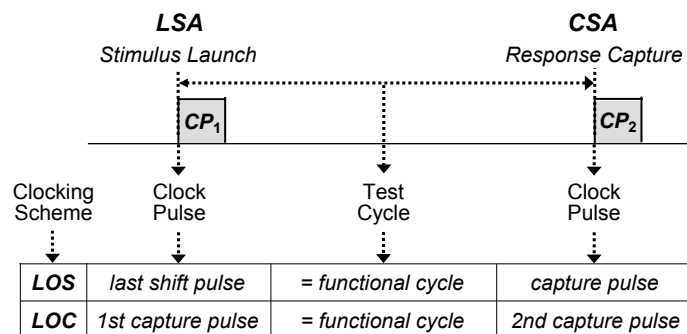 LSA CSA
Stimulus Launch Response Capture
CP1 CP2
Clocking Scheme Clock Pulse Test Cycle Clock Pulse
LOS last shift pulse = functional cycle capture pulse
LOC 1st capture pulse = functional cycle 2nd capture pulse